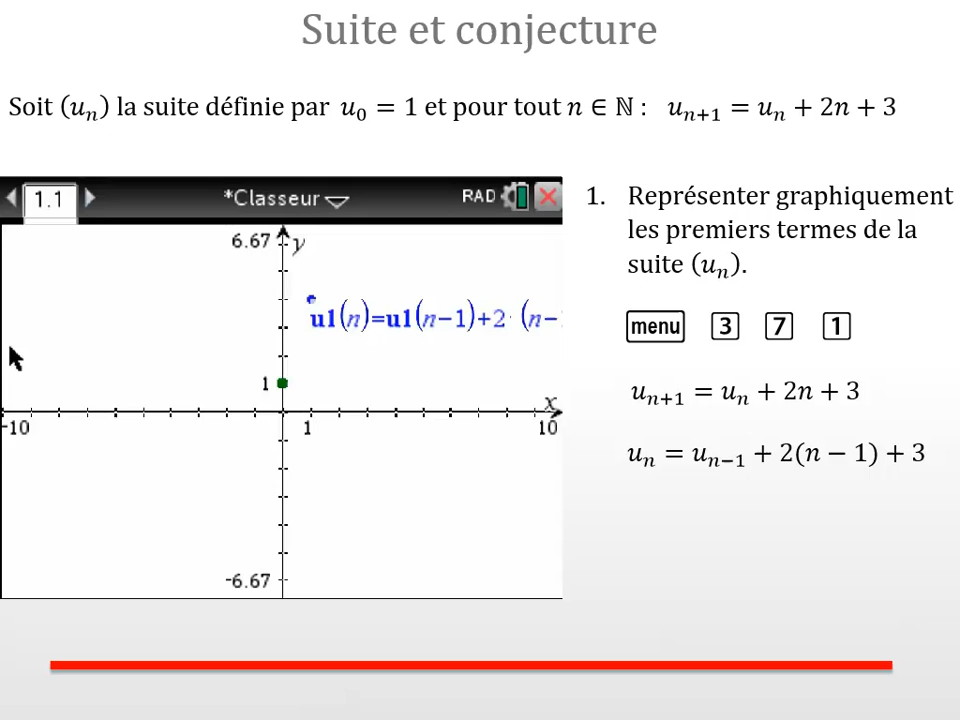 Suite et conjecture
Soit (uₙ) la suite définie par u₀ = 1 et pour tout n ∈ ℕ : uₙ₊₁ = uₙ + 2n + 3
1.1
*Classeur
RAD
6.67
y
u1(n)=u1(n−1)+2·(n−
1
x
-10
1
10
-6.67
1. Représenter graphiquement
les premiers termes de la
suite (uₙ).
menu 3 7 1
uₙ₊₁ = uₙ + 2n + 3
uₙ = uₙ₋₁ + 2(n − 1) + 3